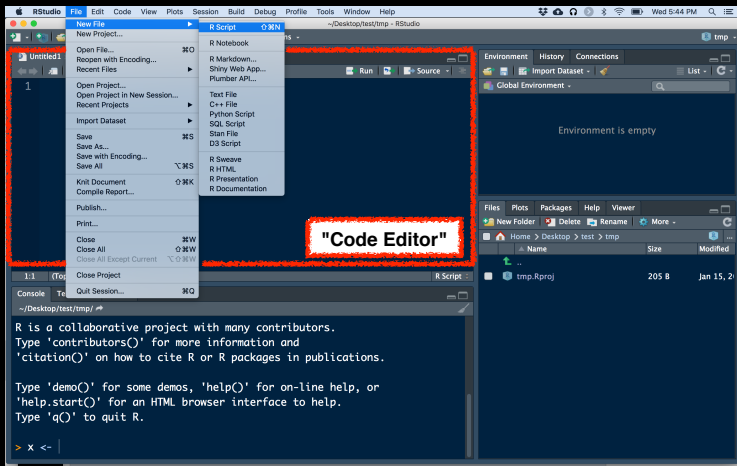 RStudio File Edit Code View Plots Session Build Debug Profile Tools Window Help Wed 5:44 PM
~/Desktop/test/tmp - RStudio
tmp
New File
New Project...
Open File... ⌘O
Reopen with Encoding...
Recent Files
Open Project...
Open Project in New Session...
Recent Projects
Import Dataset
Save ⌘S
Save As...
Save with Encoding...
Save All ⌥⌘S
Knit Document ⇧⌘K
Compile Report...
Publish...
Print...
Close ⌘W
Close All ⇧⌘W
Close All Except Current ⌥⇧⌘W
Close Project
Quit Session... ⌘Q
R Script ⇧⌘N
R Notebook
R Markdown...
Shiny Web App...
Plumber API...
Text File
C++ File
Python Script
SQL Script
Stan File
D3 Script
R Sweave
R HTML
R Presentation
R Documentation
Untitled1
Run Source
1
"Code Editor"
1:1 (Top R Script
Console Te
~/Desktop/test/tmp/
R is a collaborative project with many contributors.
Type 'contributors()' for more information and
'citation()' on how to cite R or R packages in publications.
Type 'demo()' for some demos, 'help()' for on-line help, or
'help.start()' for an HTML browser interface to help.
Type 'q()' to quit R.
> x <-
Environment History Connections
Import Dataset List
Global Environment
Environment is empty
Files Plots Packages Help Viewer
New Folder Delete Rename More
Home Desktop test tmp ...
Name Size Modified
..
tmp.Rproj 205 B Jan 15, 2